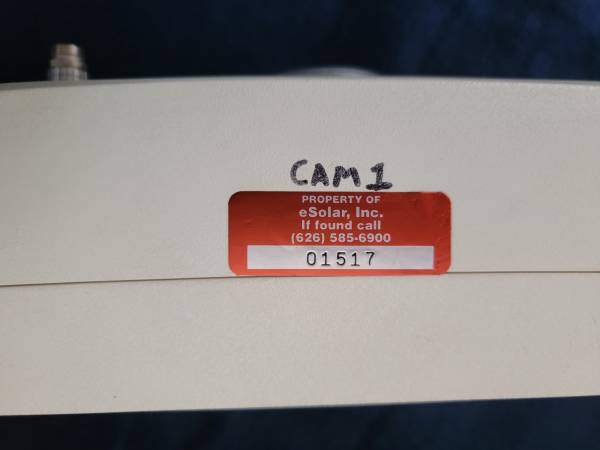 CAM 1
PROPERTY OF
eSolar, Inc.
If found call
(626) 585-6900
01517